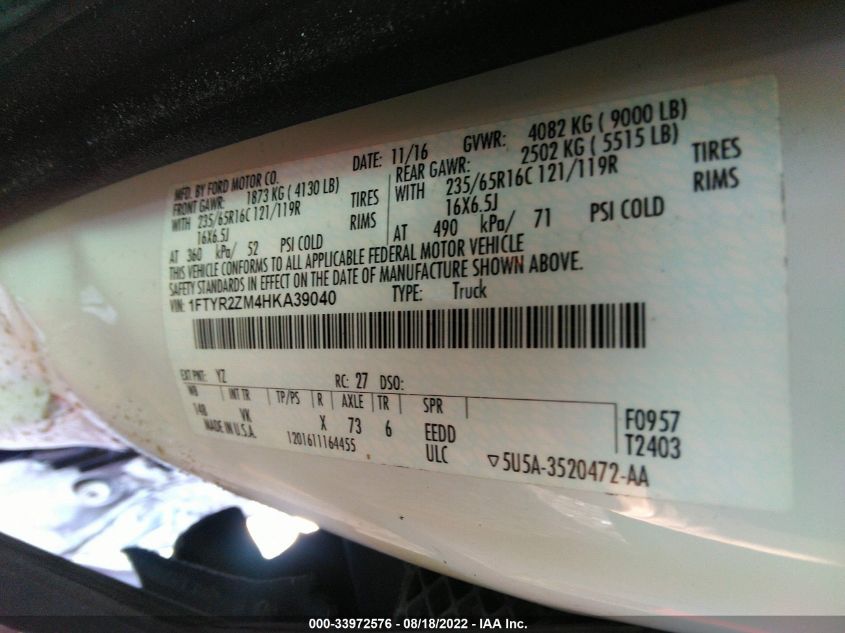 MFD. BY FORD MOTOR CO. DATE: 11/16 GVWR: 4082 KG ( 9000 LB)
FRONT GAWR: 1873 KG ( 4130 LB) REAR GAWR: 2502 KG ( 5515 LB)
WITH 235/65R16C 121/119R TIRES WITH 235/65R16C 121/119R TIRES
16X6.5J RIMS 16X6.5J RIMS
AT 360 kPa/ 52 PSI COLD AT 490 kPa/ 71 PSI COLD
THIS VEHICLE CONFORMS TO ALL APPLICABLE FEDERAL MOTOR VEHICLE
SAFETY STANDARDS IN EFFECT ON THE DATE OF MANUFACTURE SHOWN ABOVE.
VIN: 1FTYR2ZM4HKA39040 TYPE: Truck
EXT PNT: YZ RC: 27 DSO:
WB INT TR TP/PS R AXLE TR SPR
148 VK X 73 6 EEDD F0957
MADE IN U.S.A. 1201611164455 ULC T2403
▽5U5A-3520472-AA
000-33972576 - 08/18/2022 - IAA Inc.